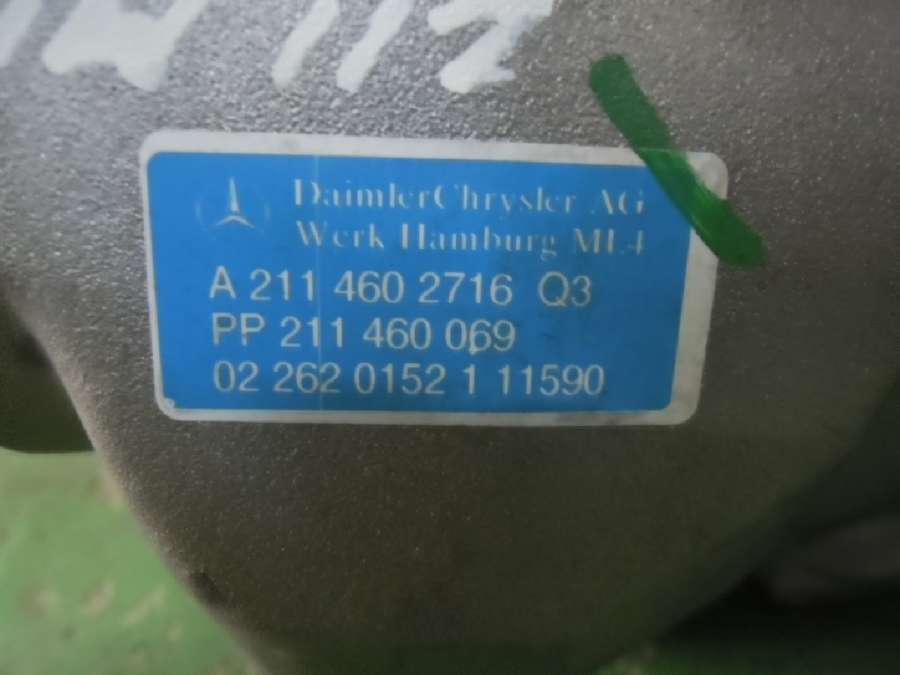 DaimlerChrysler AG
Werk Hamburg ML4
A 211 460 2716 Q3
PP 211 460 069
02 262 0152 1 11590